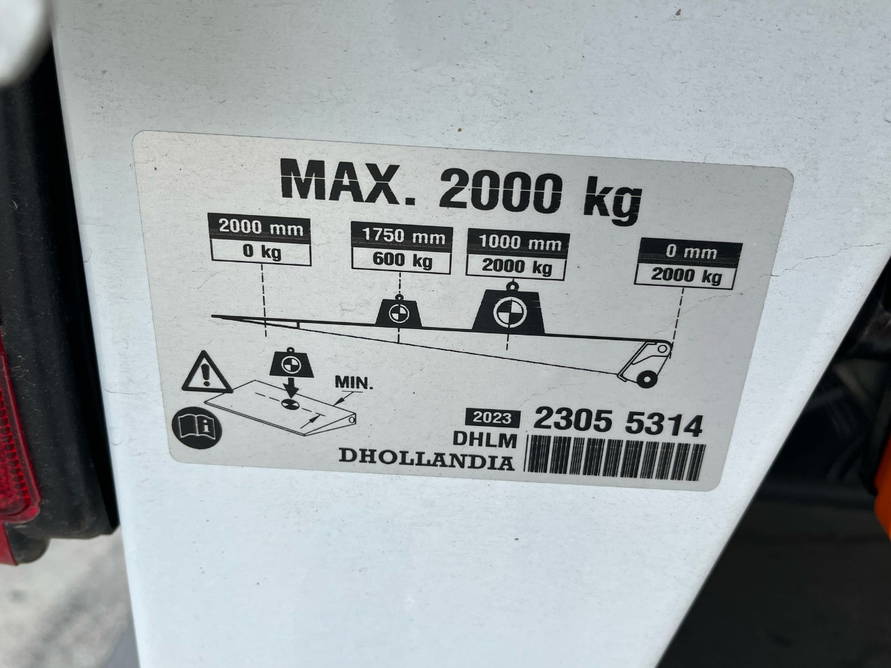 MAX. 2000 kg
2000 mm
0 kg
1750 mm
600 kg
1000 mm
2000 kg
0 mm
2000 kg
MIN.
2023 2305 5314
DHLM
DHOLLANDIA